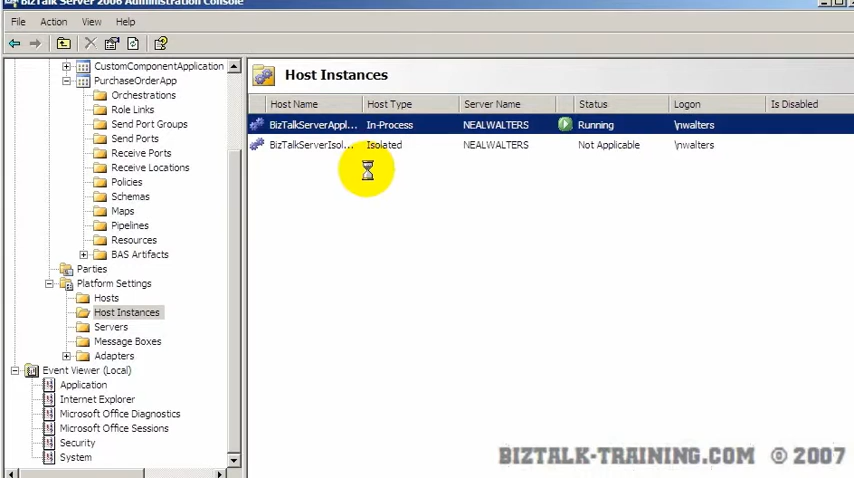 BizTalk Server 2006 Administration Console
File Action View Help
CustomComponentApplication
PurchaseOrderApp
Orchestrations
Role Links
Send Port Groups
Send Ports
Receive Ports
Receive Locations
Policies
Schemas
Maps
Pipelines
Resources
BAS Artifacts
Parties
Platform Settings
Hosts
Host Instances
Servers
Message Boxes
Adapters
Event Viewer (Local)
Application
Internet Explorer
Microsoft Office Diagnostics
Microsoft Office Sessions
Security
System
Host Instances
Host Name Host Type Server Name Status Logon Is Disabled
BizTalkServerAppl... In-Process NEALWALTERS Running \nwalters
BizTalkServerIsol... Isolated NEALWALTERS Not Applicable \nwalters
BIZTALK-TRAINING.COM © 2007